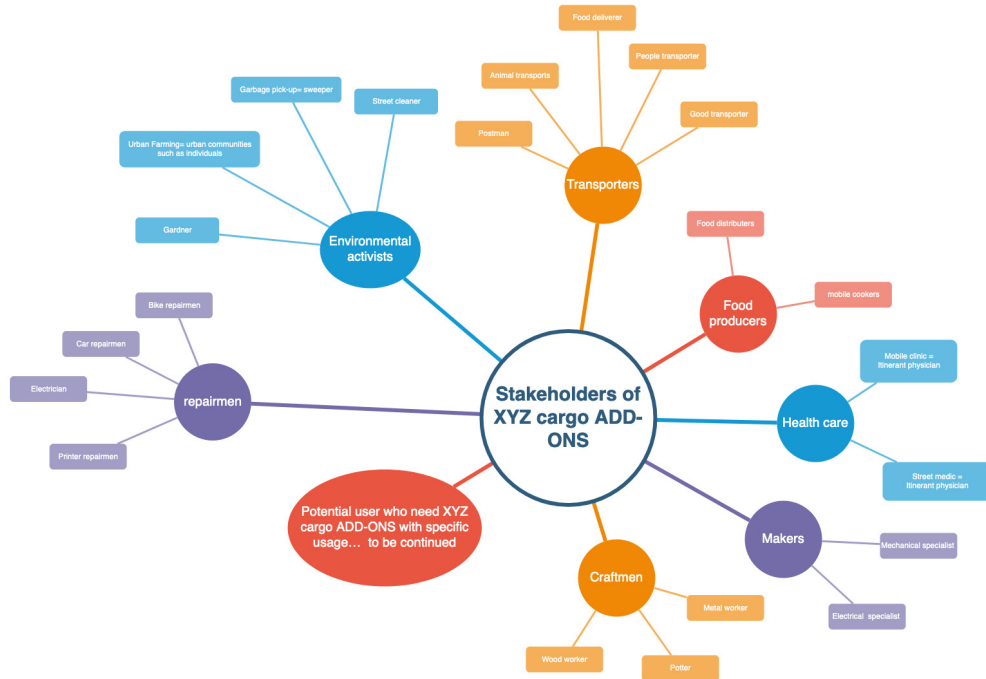 Food deliverer
People transporter
Animal transports
Good transporter
Postman
Transporters
Garbage pick-up= sweeper
Street cleaner
Urban Farming= urban communities
such as individuals
Gardner
Environmental
activists
Food distributers
mobile cookers
Food
producers
Bike repairmen
Car repairmen
Electrician
Printer repairmen
repairmen
Stakeholders of
XYZ cargo ADD-
ONS
Mobile clinic =
Itinerant physician
Health care
Street medic =
Itinerant physician
Potential user who need XYZ
cargo ADD-ONS with specific
usage... to be continued
Makers
Mechanical specialist
Electrical specialist
Craftmen
Metal worker
Wood worker
Potter